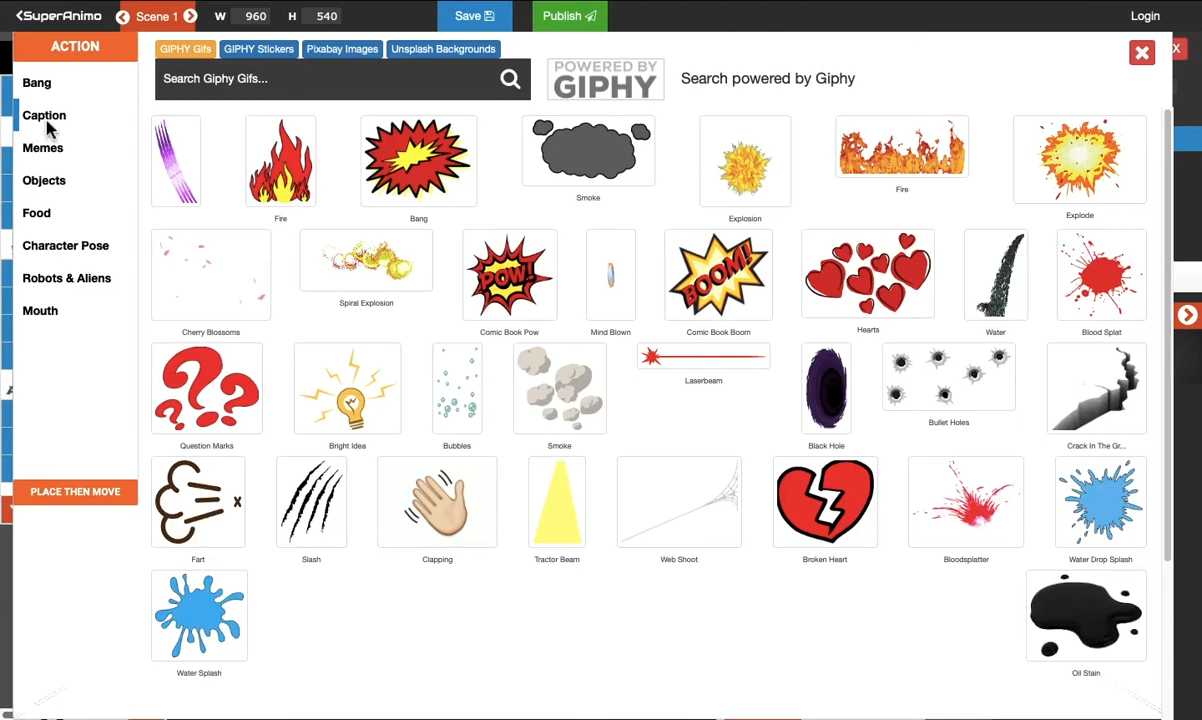 SUPERANIMO
Scene 1
W 960 H 540
Save
Publish
Login
ACTION
Bang
Caption
Memes
Objects
Food
Character Pose
Robots & Aliens
Mouth
PLACE THEN MOVE
GIPHY Gifs GIPHY Stickers Pixabay Images Unsplash Backgrounds
Search Giphy Gifs...
POWERED BY
GIPHY
Search powered by Giphy
X
Fire Bang Smoke Explosion Fire Explode
POW!
BOOM!
Cherry Blossoms Spiral Explosion Comic Book Pow Mind Blown Comic Book Boom Hearts Water Blood Splat
Question Marks Bright Idea Bubbles Smoke Laserbeam Black Hole Bullet Holes Crack In The Gr...
x
Fart Slash Clapping Tractor Beam Web Shoot Broken Heart Bloodsplatter Water Drop Splash
Water Splash Oil Stain